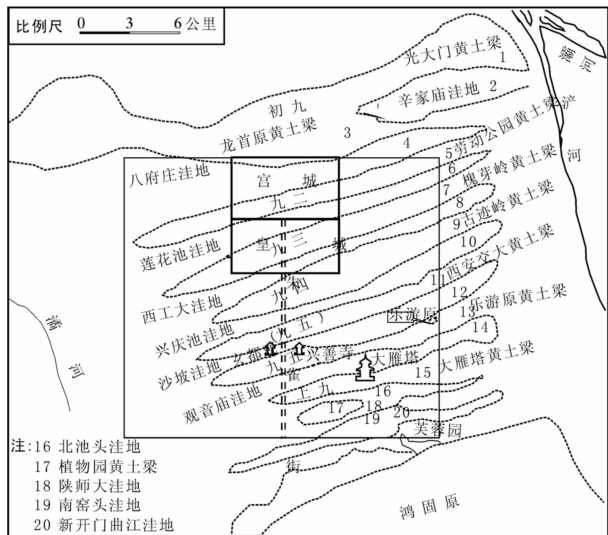 比例尺 0 3 6 公里
光大门黄土梁
1
骊原
辛家庙洼地 2
初九
龙首原黄土梁
3
4
浐
河
5 劳动公园黄土梁
6
八府庄洼地
宫城
7 槐芽岭黄土梁
8
九二
9 古迹岭黄土梁
10
莲花池洼地
皇城
九三
11 西安交大黄土梁
12
西工大洼地
九四
朱
乐游原
13 乐游原黄土梁
14
潏河
兴庆池洼地
(九五)
玄都
兴善寺
大雁塔
沙坡洼地
九五
雀
15 大雁塔黄土梁
观音庙洼地
上九
16
17
18
19
20
芙蓉园
街
鸿固原
注:16 北池头洼地
17 植物园黄土梁
18 陕师大洼地
19 南窑头洼地
20 新开门曲江洼地